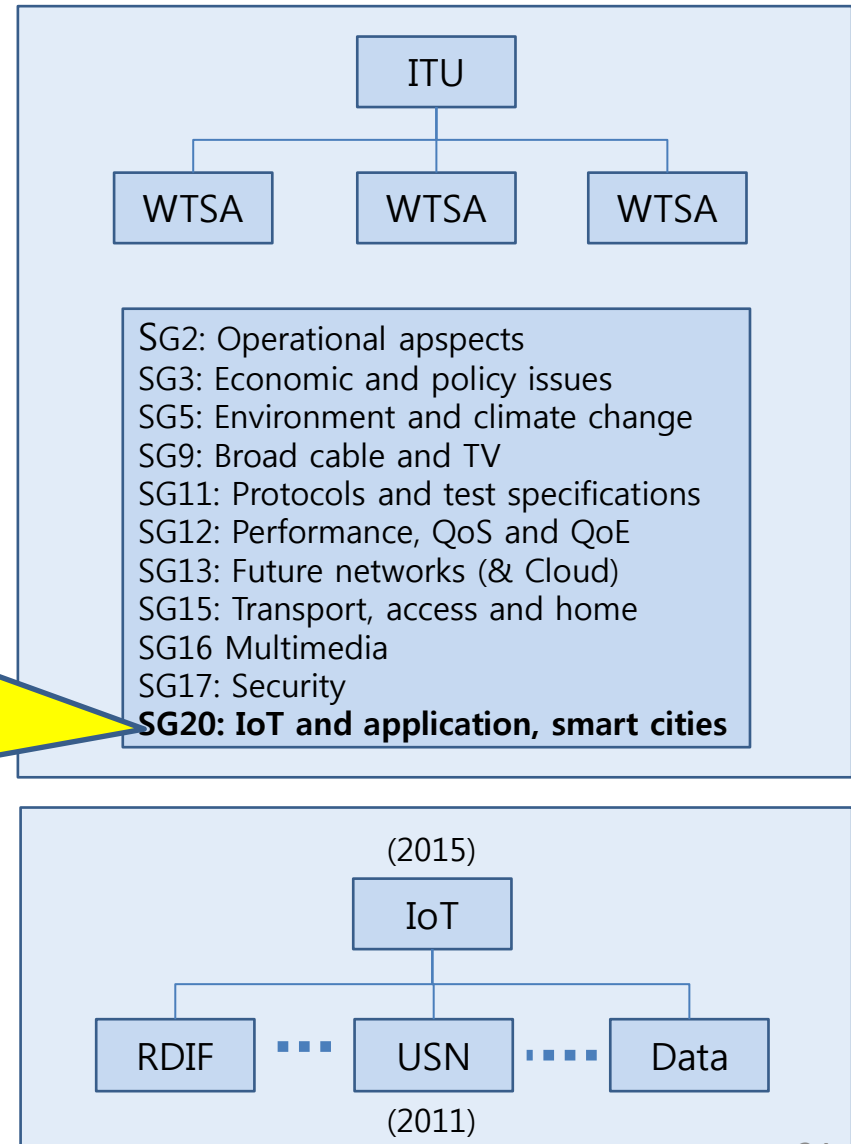 ITU
WTSA WTSA WTSA
SG2: Operational apspects
SG3: Economic and policy issues
SG5: Environment and climate change
SG9: Broad cable and TV
SG11: Protocols and test specifications
SG12: Performance, QoS and QoE
SG13: Future networks (& Cloud)
SG15: Transport, access and home
SG16 Multimedia
SG17: Security
SG20: IoT and application, smart cities
(2015)
IoT
RDIF USN Data
(2011)